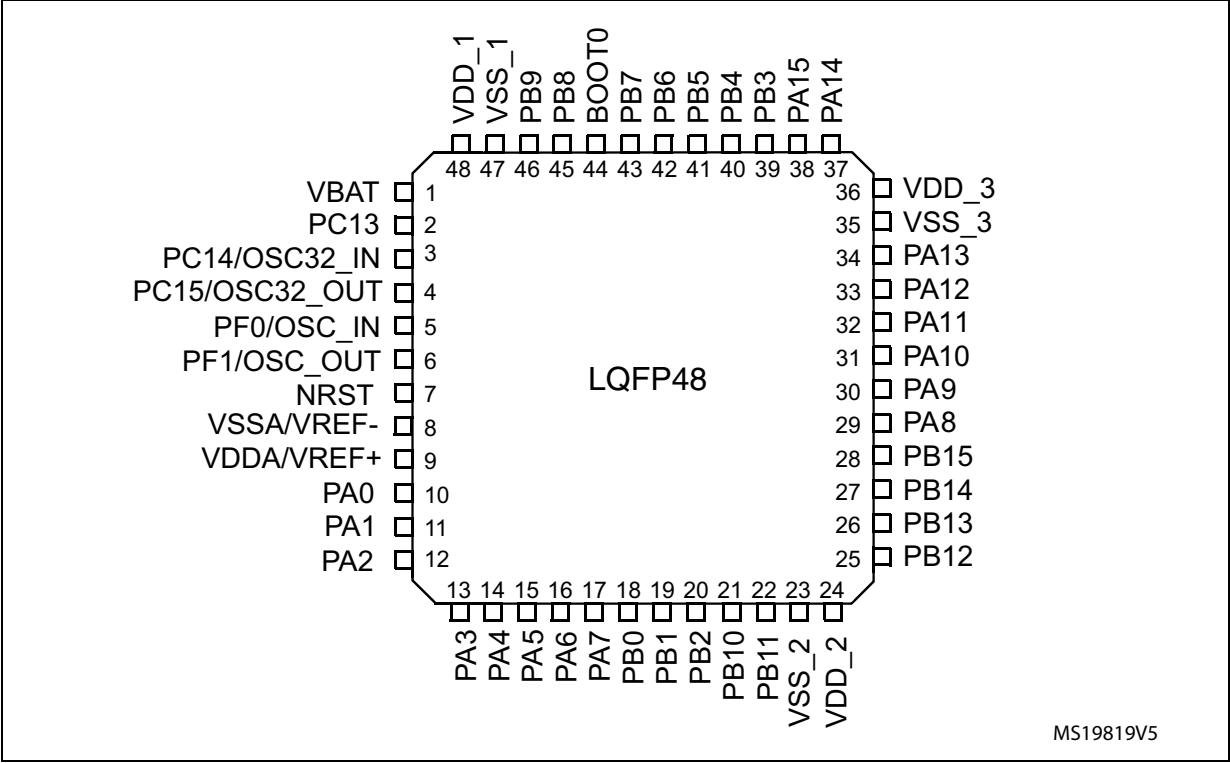 VDD_1
VSS_1
PB9
PB8
BOOT0
PB7
PB6
PB5
PB4
PB3
PA15
PA14
48 47 46 45 44 43 42 41 40 39 38 37
VBAT 1
PC13 2
PC14/OSC32_IN 3
PC15/OSC32_OUT 4
PF0/OSC_IN 5
PF1/OSC_OUT 6
NRST 7
VSSA/VREF- 8
VDDA/VREF+ 9
PA0 10
PA1 11
PA2 12
LQFP48
36 VDD_3
35 VSS_3
34 PA13
33 PA12
32 PA11
31 PA10
30 PA9
29 PA8
28 PB15
27 PB14
26 PB13
25 PB12
13 14 15 16 17 18 19 20 21 22 23 24
PA3
PA4
PA5
PA6
PA7
PB0
PB1
PB2
PB10
PB11
VSS_2
VDD_2
MS19819V5